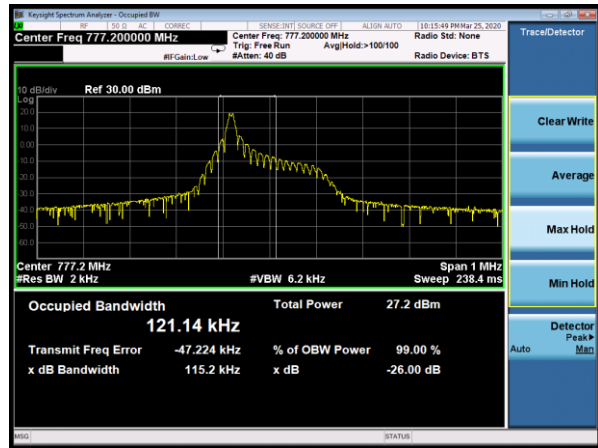 Keysight Spectrum Analyzer - Occupied BW
RF 50 Ω AC CORREC SENSE:INT SOURCE OFF ALIGN AUTO 10:15:49 PM Mar 25, 2020
Center Freq 777.200000 MHz
Center Freq: 777.200000 MHz
Radio Std: None
Trig: Free Run Avg|Hold:>100/100
#IFGain:Low #Atten: 40 dB Radio Device: BTS
10 dB/div Ref 30.00 dBm
Log
20.0
10.0
0.00
-10.0
-20.0
-30.0
-40.0
-50.0
-60.0
Center 777.2 MHz Span 1 MHz
#Res BW 2 kHz #VBW 6.2 kHz Sweep 238.4 ms
Occupied Bandwidth Total Power 27.2 dBm
121.14 kHz
Transmit Freq Error -47.224 kHz % of OBW Power 99.00 %
x dB Bandwidth 115.2 kHz x dB -26.00 dB
MSG STATUS
Trace/Detector
Clear Write
Average
Max Hold
Min Hold
Detector
Peak▶
Auto Man